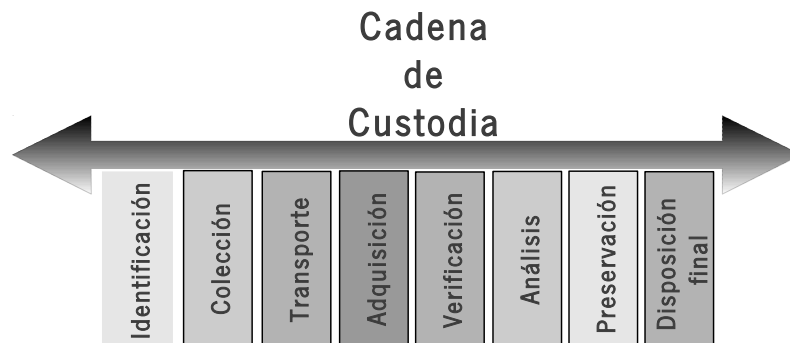 Cadena
de
Custodia
Identificación
Colección
Transporte
Adquisición
Verificación
Análisis
Preservación
Disposición
final